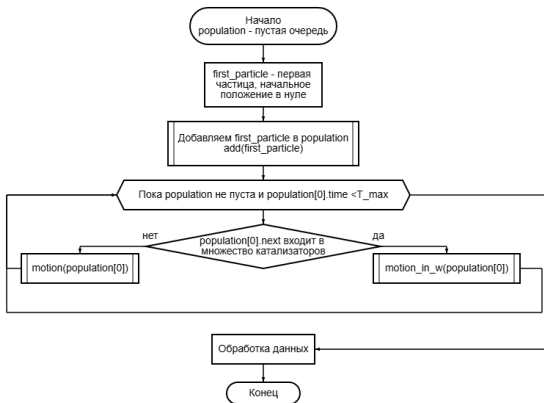 Начало
population - пустая очередь
first_particle - первая
частица, начальное
положение в нуле
Добавляем first_particle в population
add(first_particle)
Пока population не пуста и population[0].time <T_max
нет
population[0].next входит в
множество катализаторов
да
motion(population[0])
motion_in_w(population[0])
Обработка данных
Конец